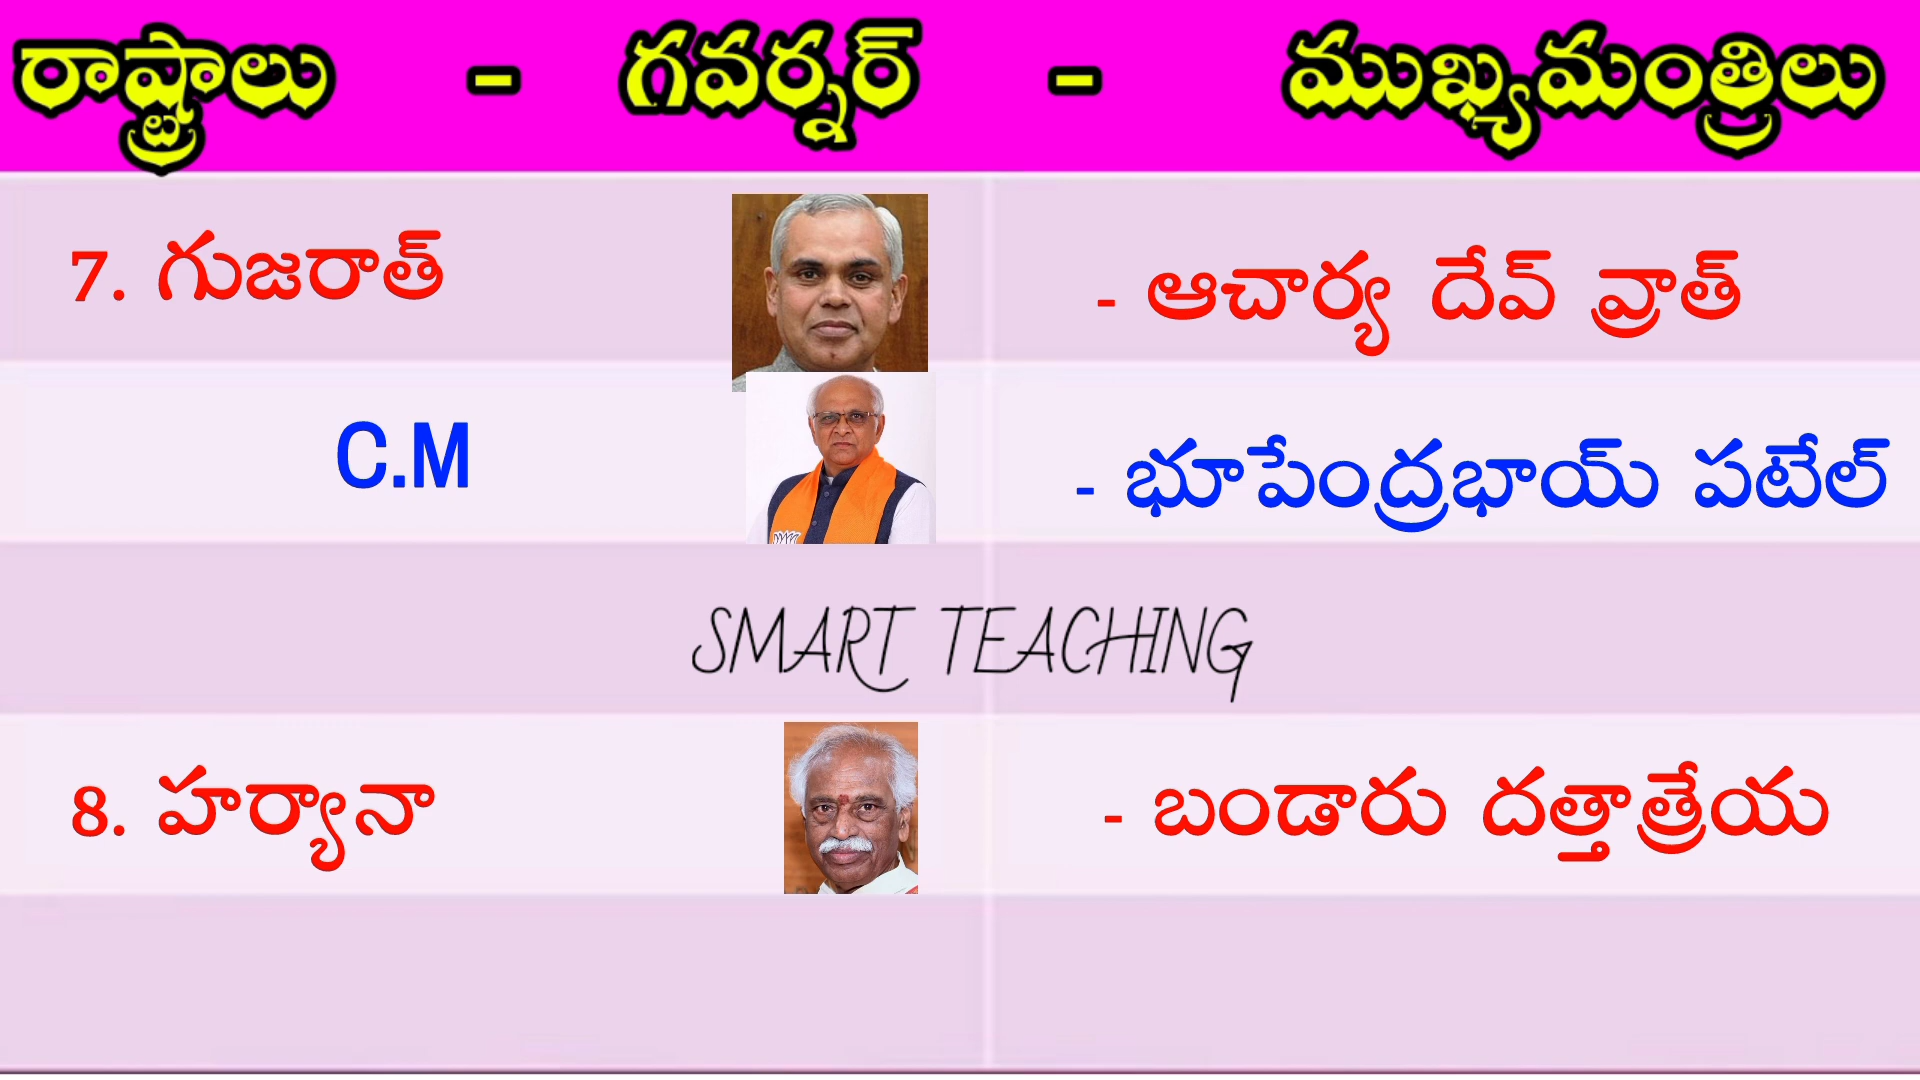 రాష్ట్రాలు - గవర్నర్ - ముఖ్యమంత్రిలు
7. గుజరాత్ - ఆచార్య దేవ్ వ్రాత్
C.M - భూపేంద్రభాయ్ పటేల్
SMART TEACHING
8. హర్యానా - బండారు దత్తాత్రేయ